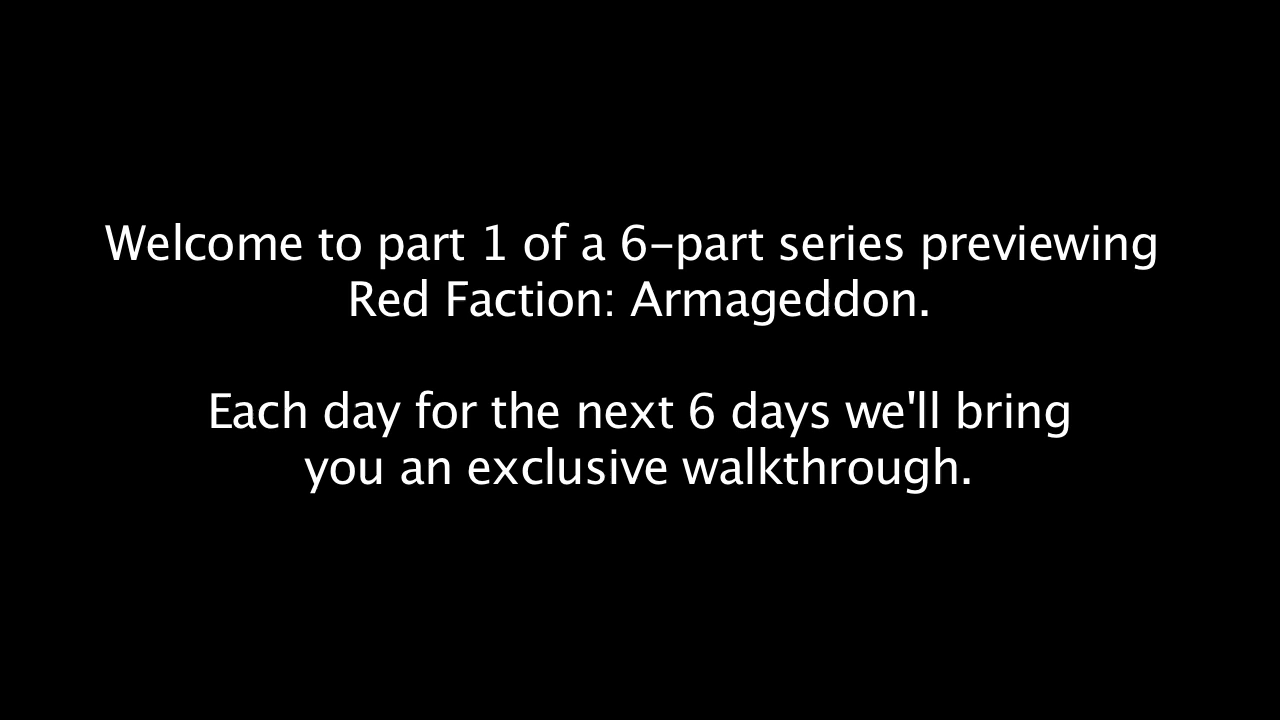 Welcome to part 1 of a 6-part series previewing
Red Faction: Armageddon.
Each day for the next 6 days we'll bring
you an exclusive walkthrough.